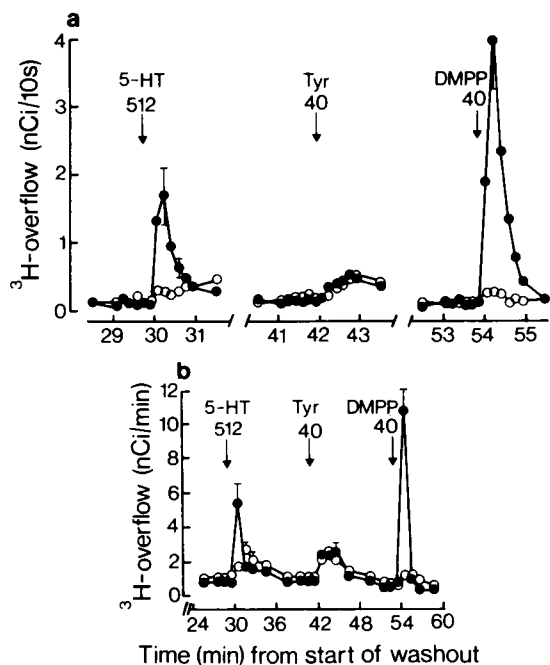 a
5-HT
512
Tyr
40
DMPP
40
4
3
2
1
0
³H-overflow (nCi/10s)
29 30 31 41 42 43 53 54 55
b
5-HT
512
Tyr
40
DMPP
40
12
10
8
6
4
2
0
³H-overflow (nCi/min)
24 30 36 42 48 54 60
Time (min) from start of washout